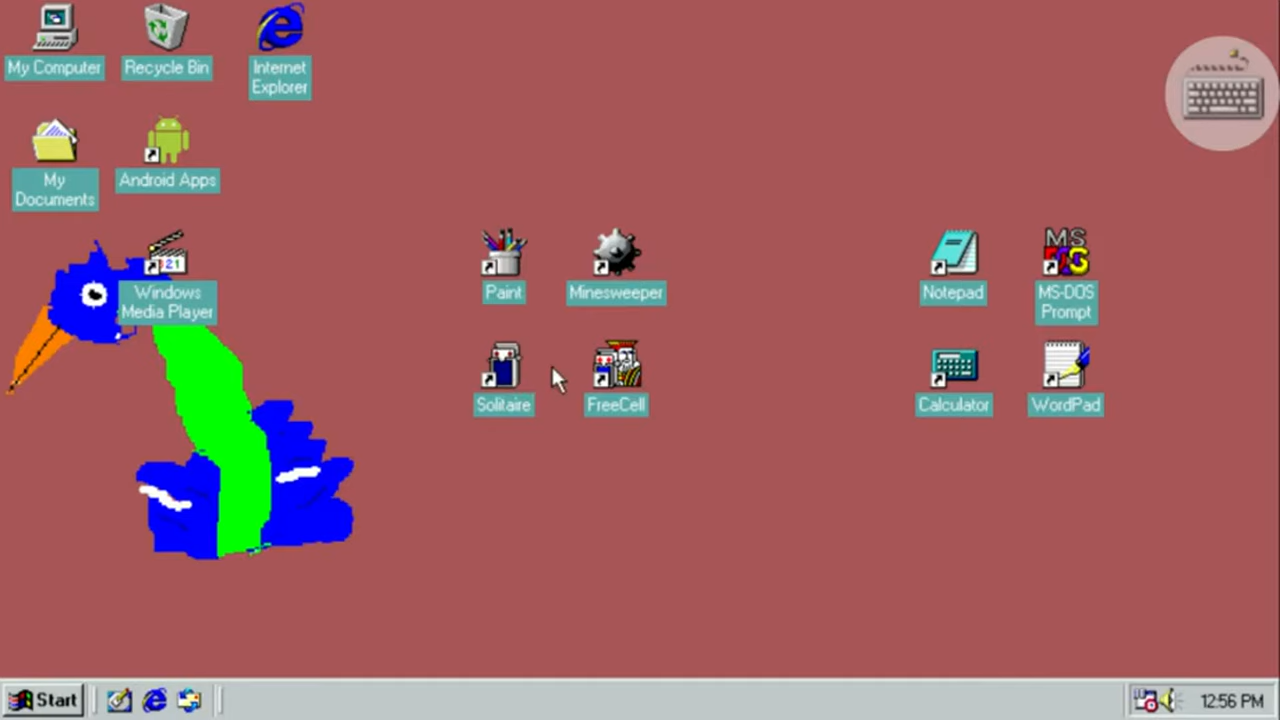 My Computer
Recycle Bin
Internet
Explorer
My
Documents
Android Apps
Windows
Media Player
Paint
Minesweeper
Notepad
MS-DOS
Prompt
Solitaire
FreeCell
Calculator
WordPad
Start
12:56 PM